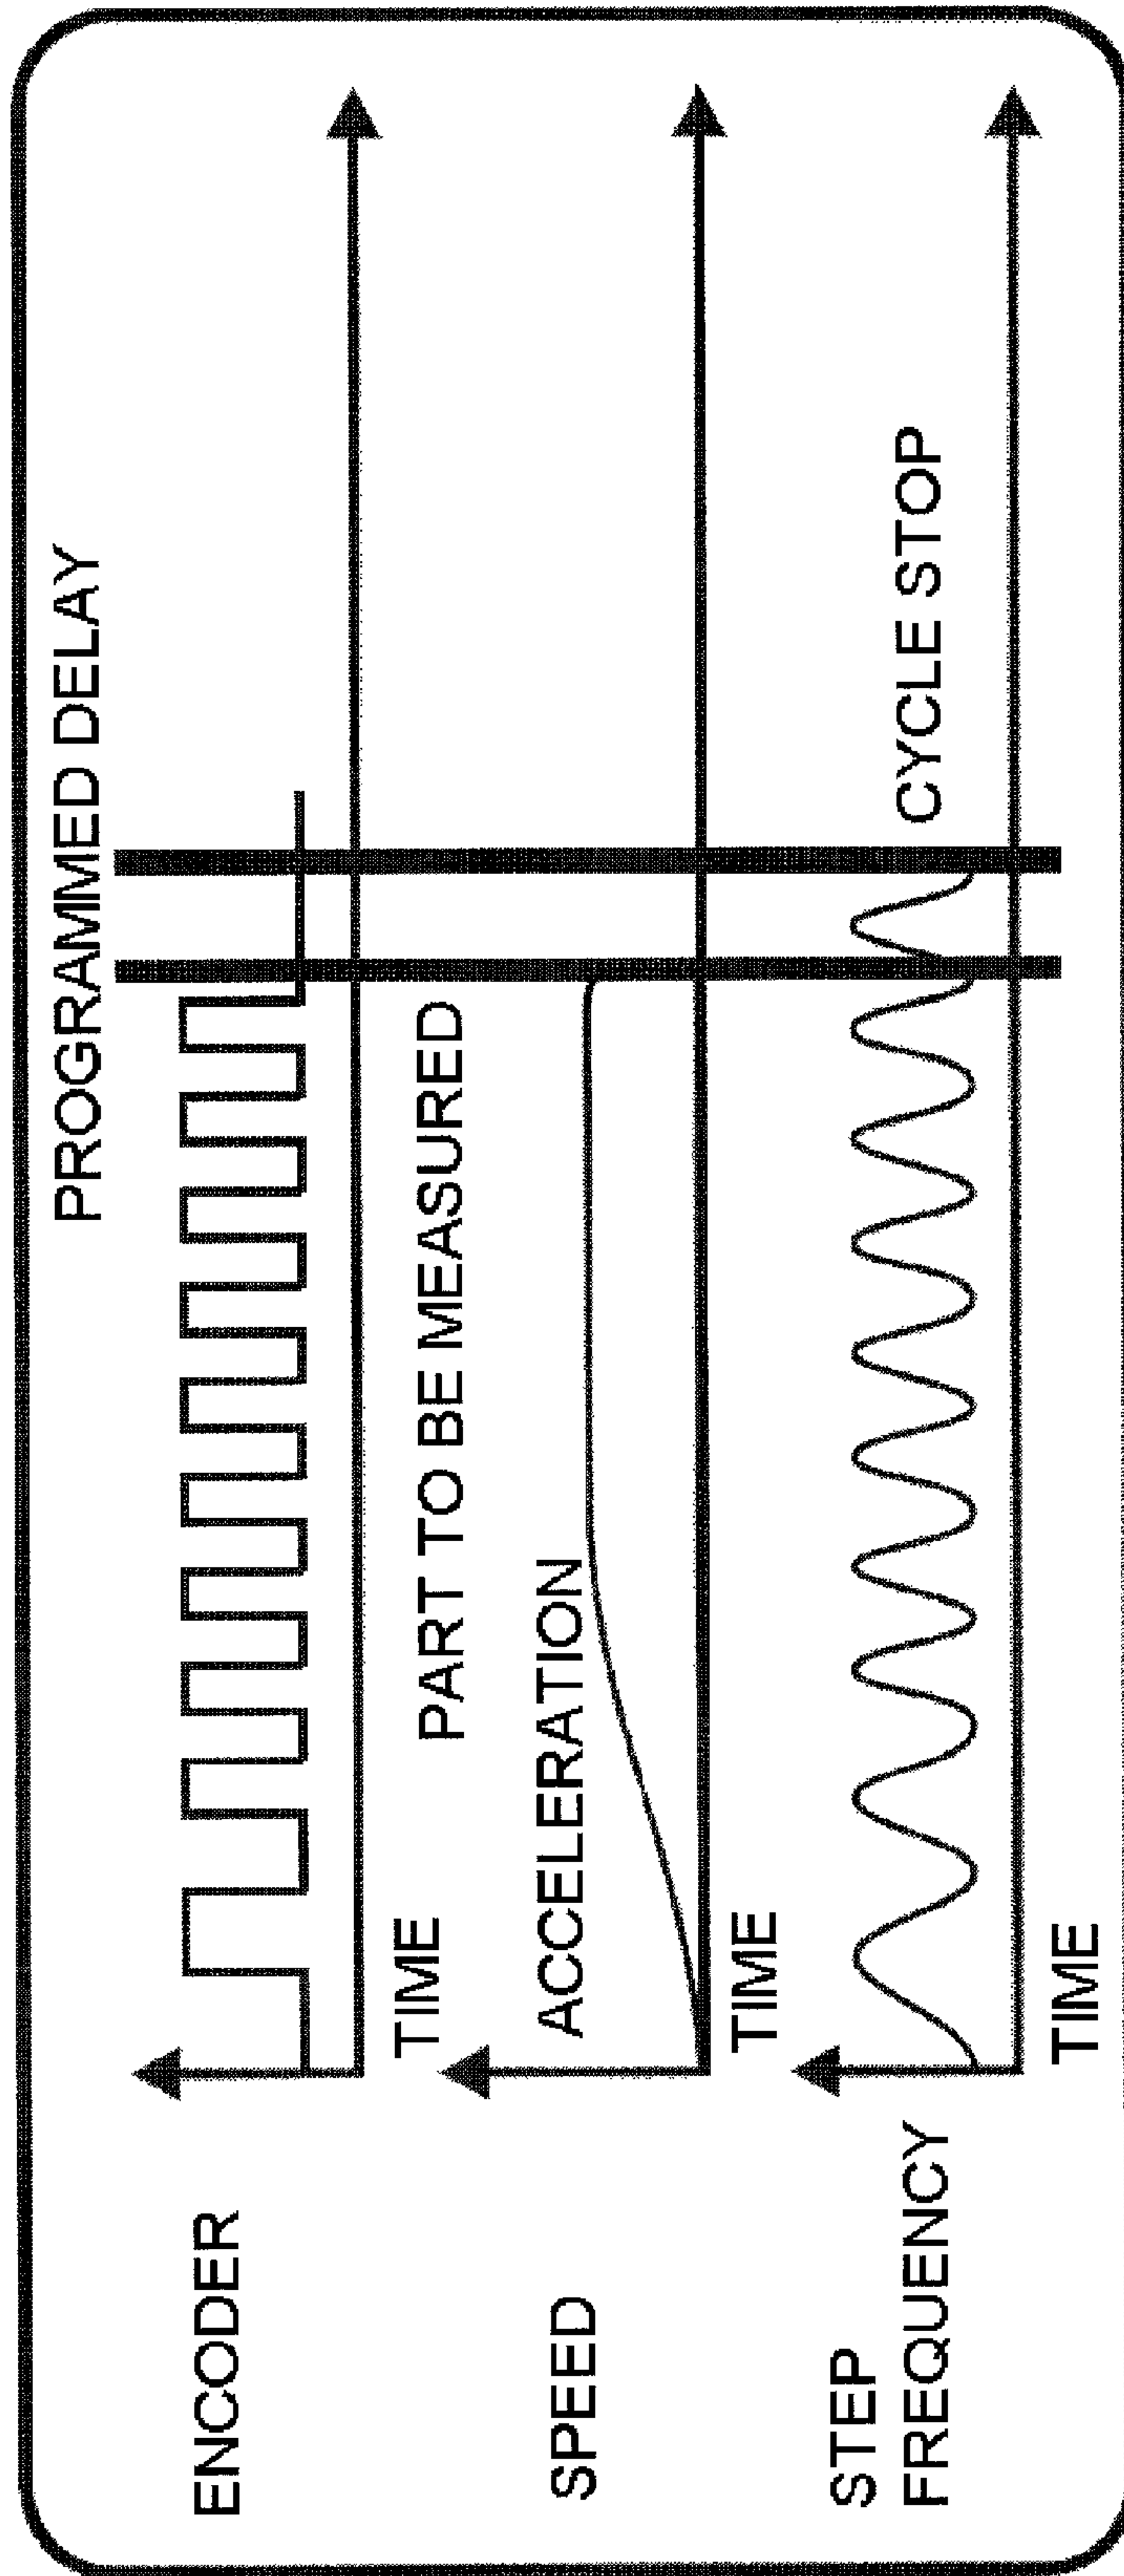 PROGRAMMED DELAY
ENCODER
TIME
PART TO BE MEASURED
SPEED
ACCELERATION
TIME
STEP
FREQUENCY
CYCLE STOP
TIME